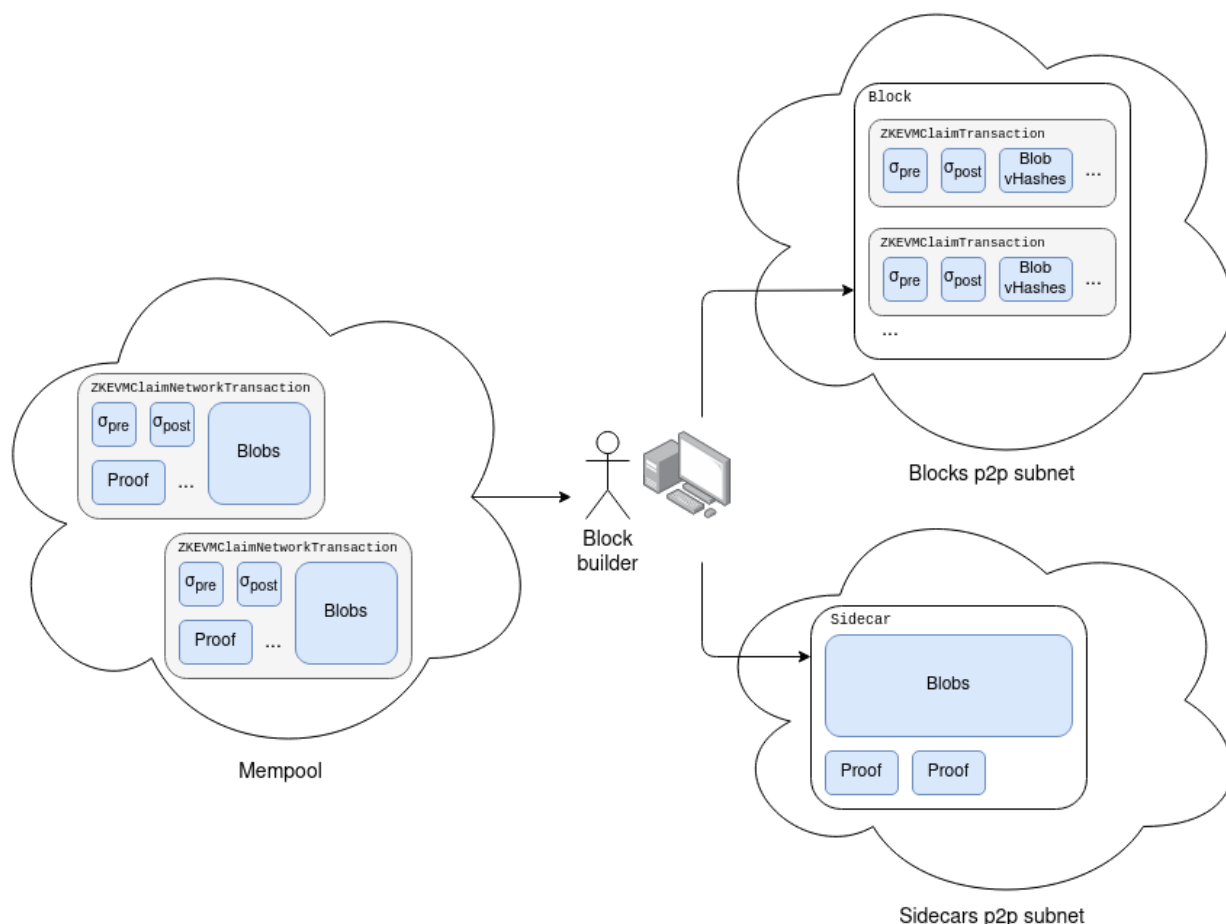 ZKEVMClaimNetworkTransaction
σpre σpost Blobs
Proof ...
ZKEVMClaimNetworkTransaction
σpre σpost Blobs
Proof ...
Mempool
Block
builder
Block
ZKEVMClaimTransaction
σpre σpost Blob
vHashes ...
ZKEVMClaimTransaction
σpre σpost Blob
vHashes ...
...
Blocks p2p subnet
Sidecar
Blobs
Proof Proof
Sidecars p2p subnet